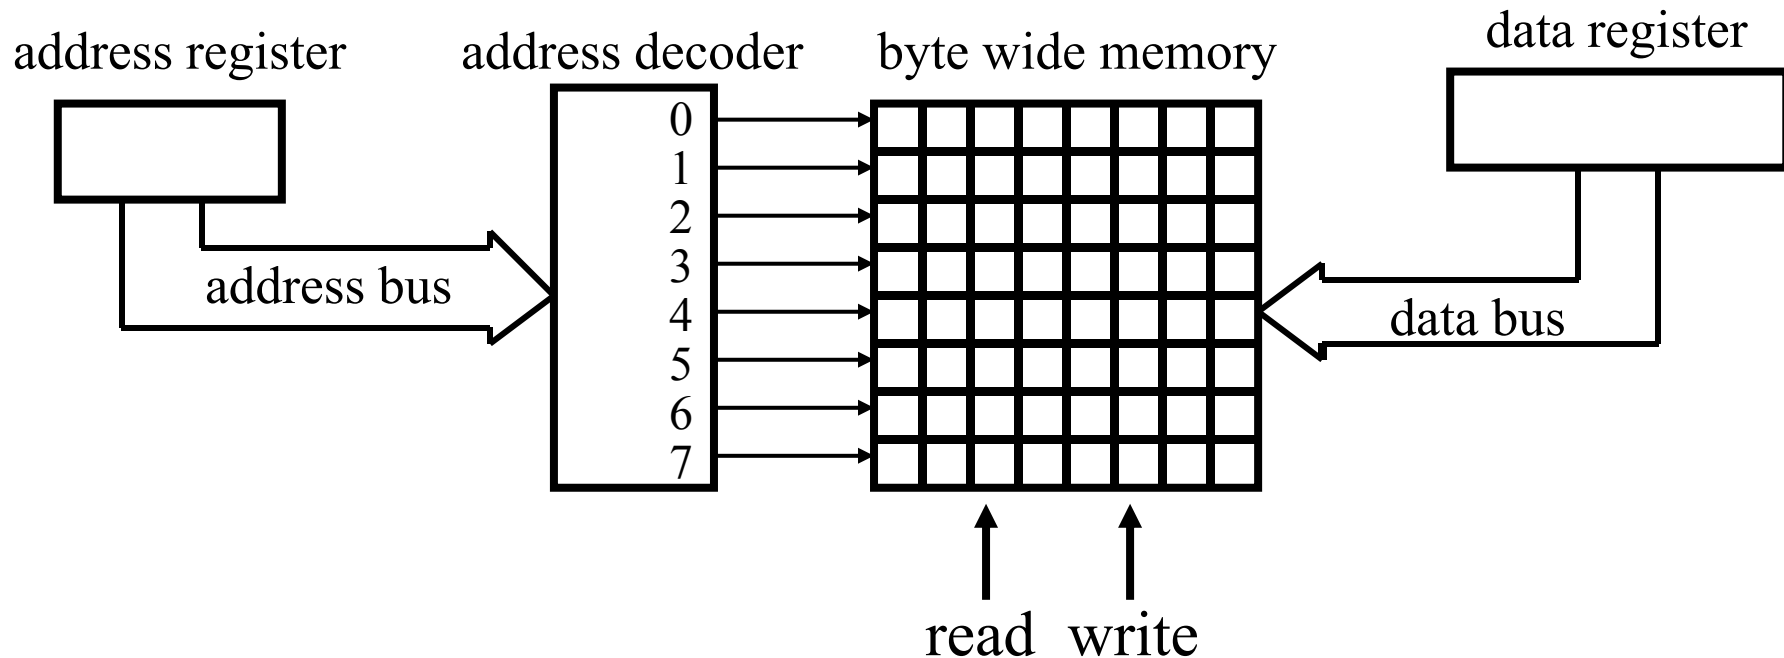 address register
address decoder
byte wide memory
data register
0
1
2
3
4
5
6
7
address bus
data bus
read
write